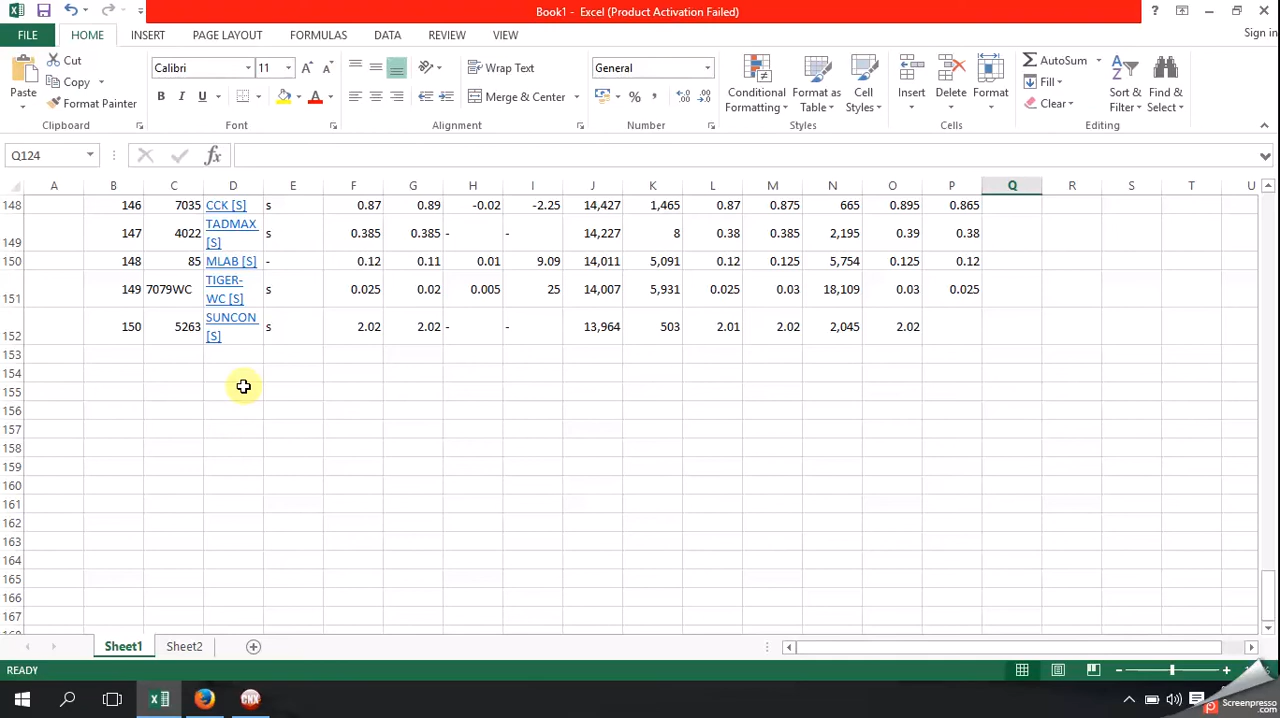 Book1 - Excel (Product Activation Failed)
?
FILE HOME INSERT PAGE LAYOUT FORMULAS DATA REVIEW VIEW Sign in
Paste
Cut
Copy
Format Painter
Clipboard
Calibri 11 A A
B I U A
Font
Wrap Text
Merge & Center
Alignment
General
% ,
Number
Conditional Formatting
Format as Table
Cell Styles
Styles
Insert
Delete
Format
Cells
AutoSum
Fill
Clear
Sort & Filter
Find & Select
Editing
Q124 fx
A B C D E F G H I J K L M N O P Q R S T U
148 146 7035 CCK [S] s 0.87 0.89 -0.02 -2.25 14,427 1,465 0.87 0.875 665 0.895 0.865
149 147 4022 TADMAX [S] s 0.385 0.385 - - 14,227 8 0.38 0.385 2,195 0.39 0.38
150 148 85 MLAB [S] - 0.12 0.11 0.01 9.09 14,011 5,091 0.12 0.125 5,754 0.125 0.12
151 149 7079WC TIGER-WC [S] s 0.025 0.02 0.005 25 14,007 5,931 0.025 0.03 18,109 0.03 0.025
152 150 5263 SUNCON [S] s 2.02 2.02 - - 13,964 503 2.01 2.02 2,045 2.02
153
154
155
156
157
158
159
160
161
162
163
164
165
166
167
Sheet1 Sheet2
READY
GNX
Screenpresso
.com